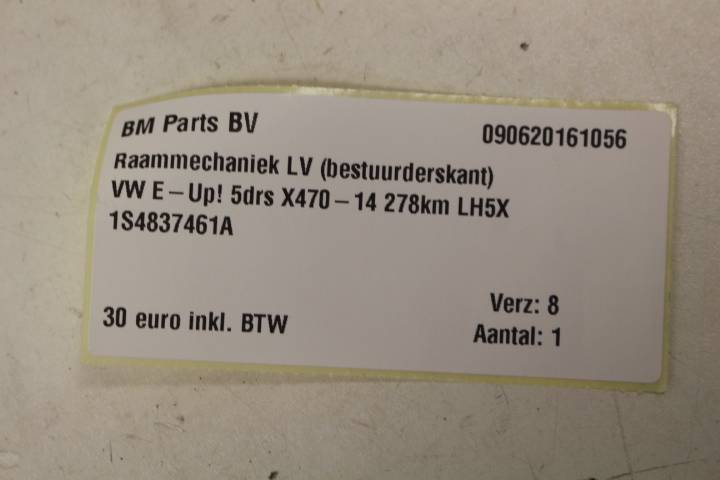 BM Parts BV 090620161056
Raammechaniek LV (bestuurderskant)
VW E-Up! 5drs X470-14 278km LH5X
1S4837461A
Verz: 8
30 euro inkl. BTW
Aantal: 1